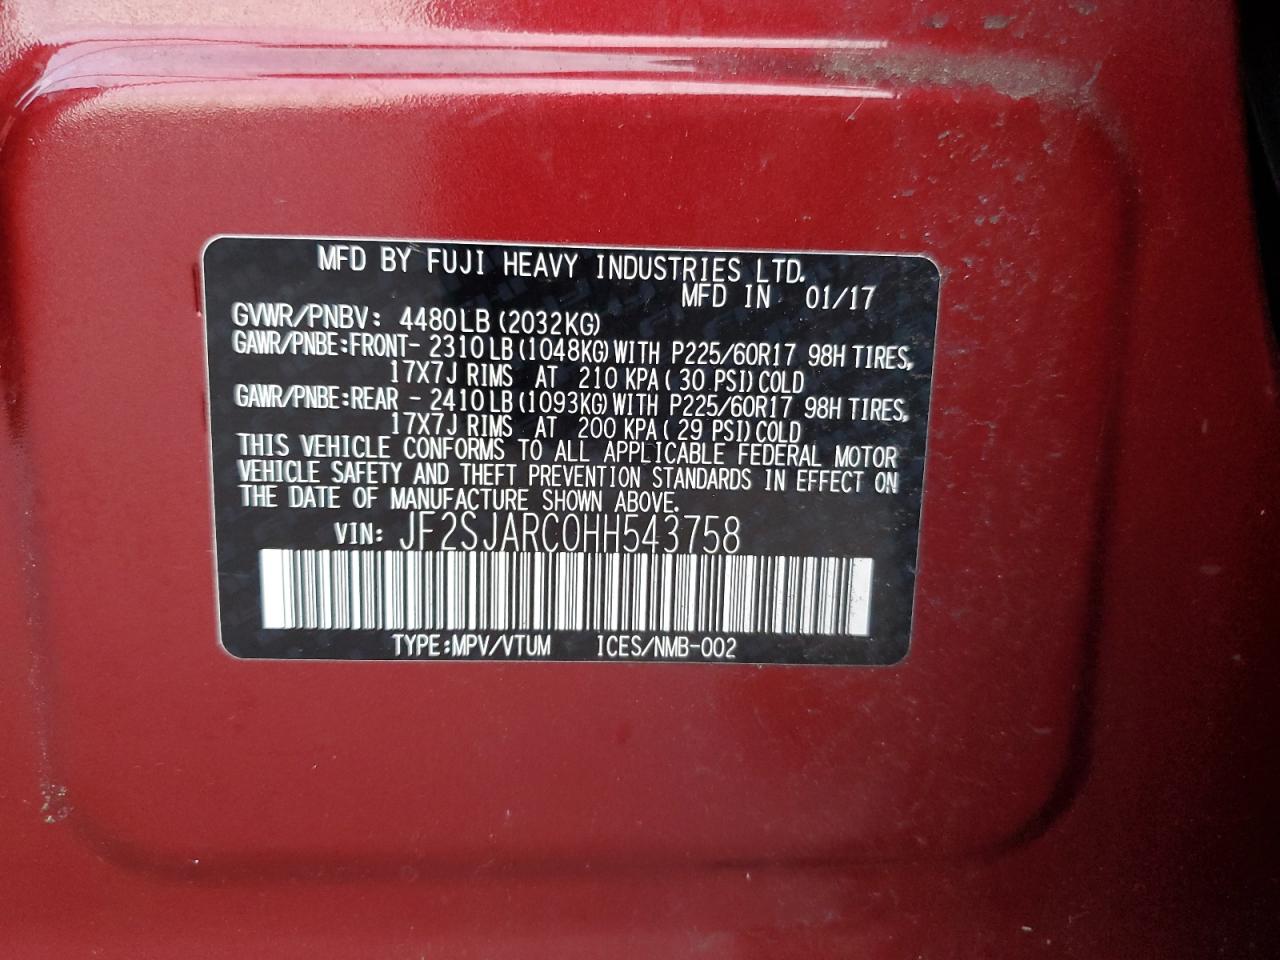 MFD BY FUJI HEAVY INDUSTRIES LTD.
MFD IN 01/17
GVWR/PNBV: 4480LB(2032KG)
GAWR/PNBE:FRONT- 2310LB(1048KG)WITH P225/60R17 98H TIRES,
17X7J RIMS AT 210 KPA(30 PSI)COLD
GAWR/PNBE:REAR - 2410LB(1093KG)WITH P225/60R17 98H TIRES,
17X7J RIMS AT 200 KPA(29 PSI)COLD
THIS VEHICLE CONFORMS TO ALL APPLICABLE FEDERAL MOTOR
VEHICLE SAFETY AND THEFT PREVENTION STANDARDS IN EFFECT ON
THE DATE OF MANUFACTURE SHOWN ABOVE.
VIN: JF2SJARC0HH543758
TYPE:MPV/VTUM ICES/NMB-002